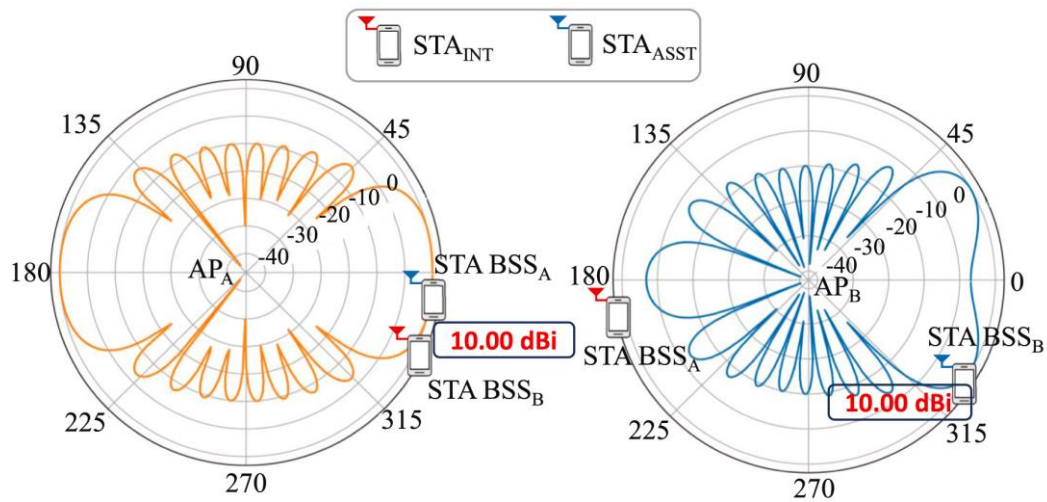 STA_INT STA_ASST
90
135
45
0
-10
-20
-30
-40
180
AP_A
STA BSS_A
10.00 dBi
STA BSS_B
225
315
270
90
135
45
0
-10
-20
-30
-40
180
AP_B
0
STA BSS_A
STA BSS_B
10.00 dBi
225
315
270